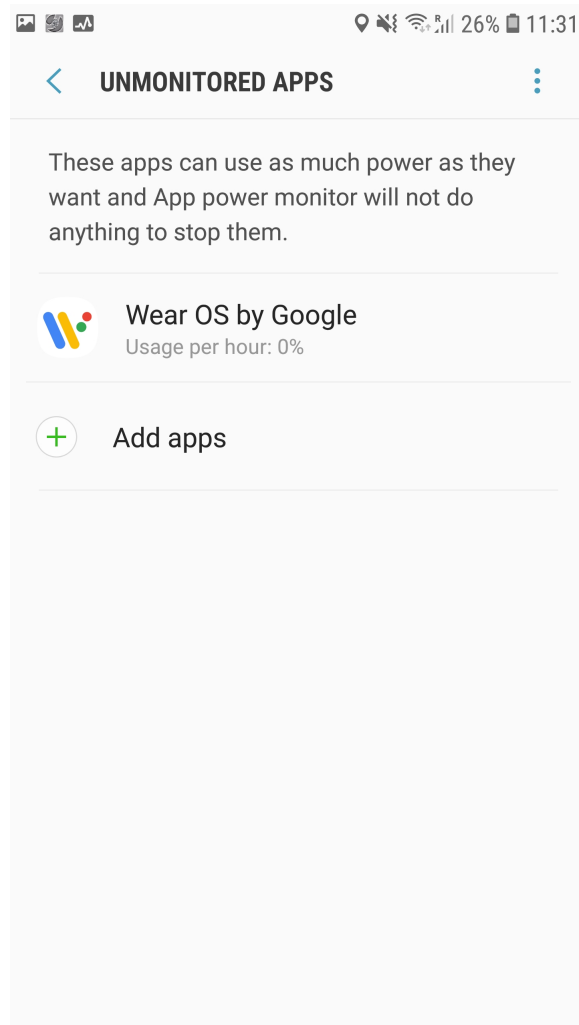 R 26% 11:31
UNMONITORED APPS
These apps can use as much power as they
want and App power monitor will not do
anything to stop them.
Wear OS by Google
Usage per hour: 0%
Add apps